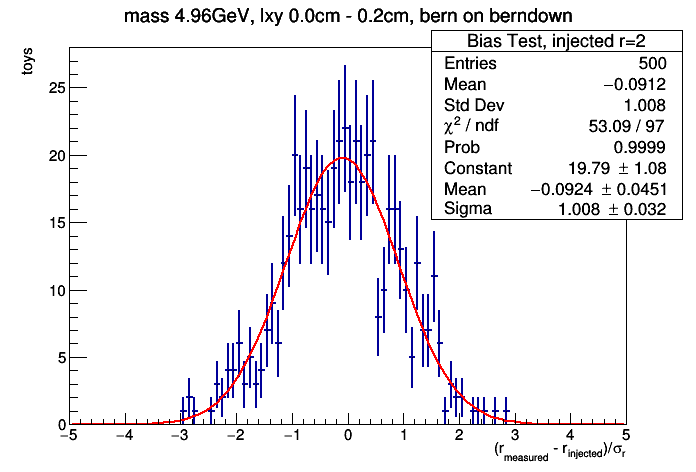 mass 4.96GeV, lxy 0.0cm - 0.2cm, bern on berndown
toys
Bias Test, injected r=2
Entries 500
Mean −0.0912
Std Dev 1.008
χ² / ndf 53.09 / 97
Prob 0.9999
Constant 19.79 ± 1.08
Mean −0.0924 ± 0.0451
Sigma 1.008 ± 0.032
25
20
15
10
5
0
−5 −4 −3 −2 −1 0 1 2 3 4 5
(r_measured - r_injected)/σ_r